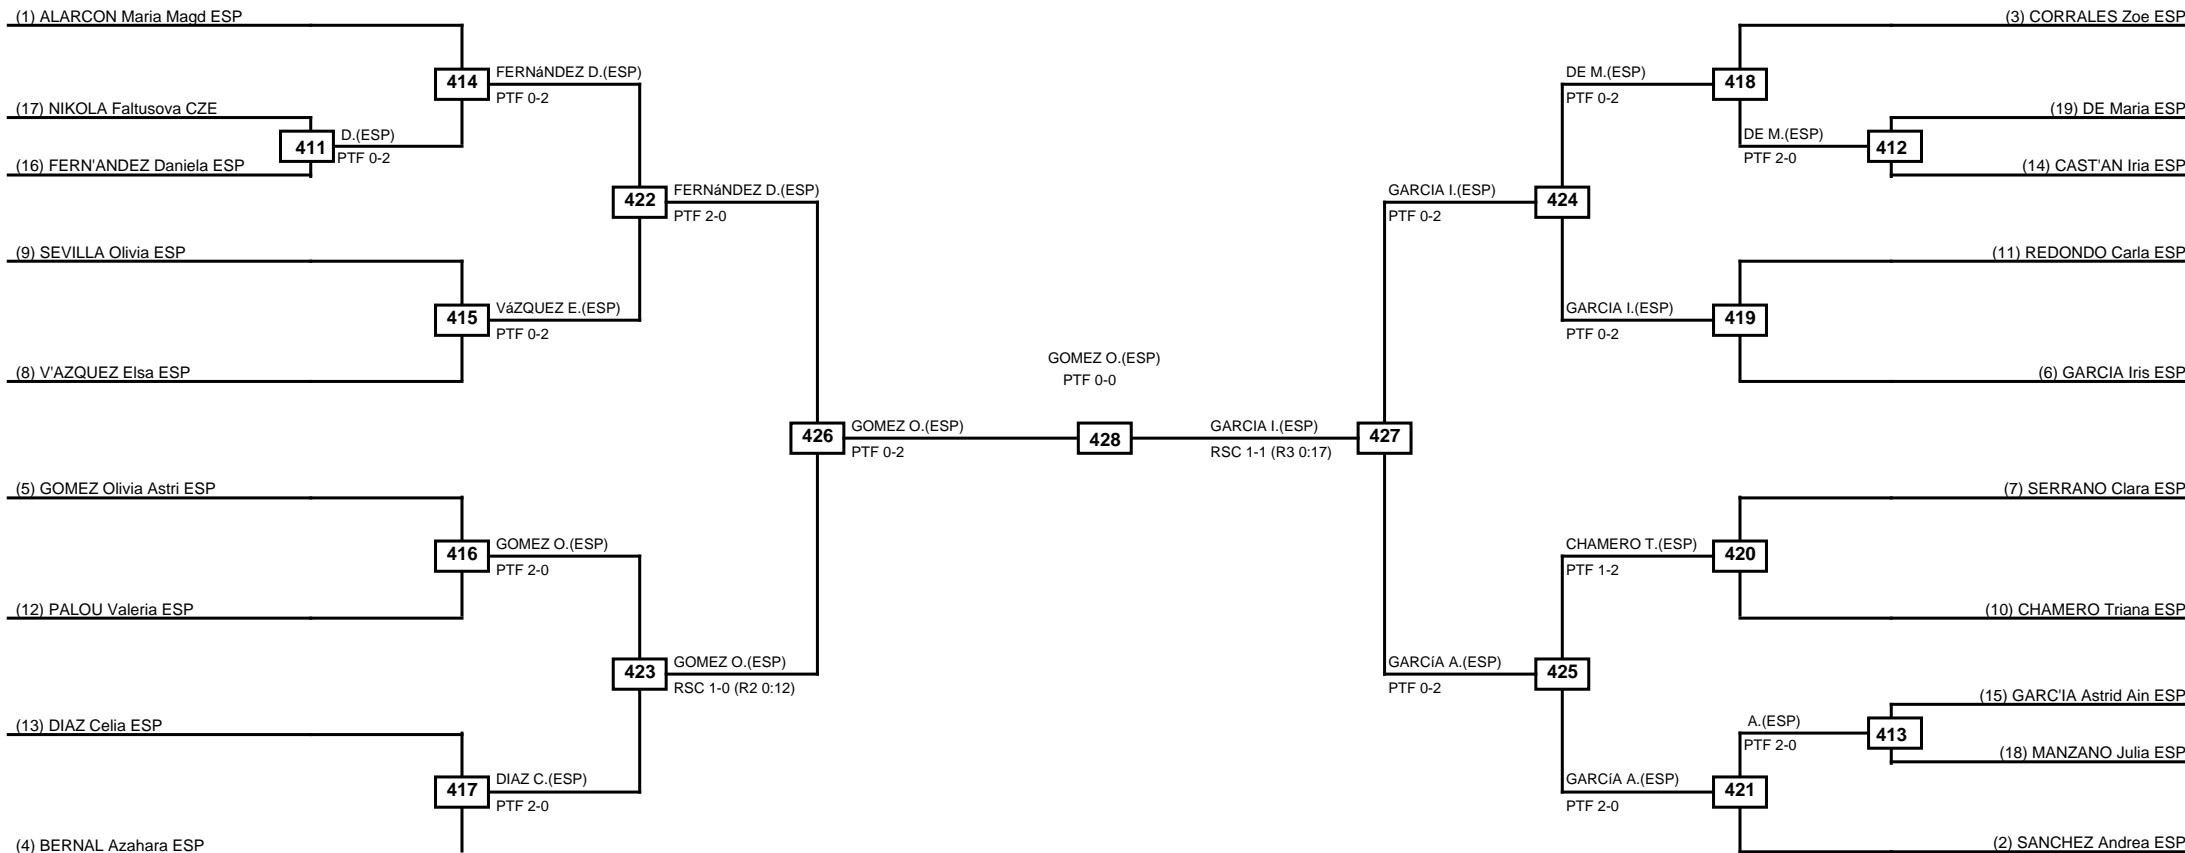 (1) ALARCON Maria Magd ESP
(3) CORRALES Zoe ESP
414
FERNáNDEZ D.(ESP)
PTF 0-2
DE M.(ESP)
PTF 0-2
418
(17) NIKOLA Faltusova CZE
(19) DE Maria ESP
411
D.(ESP)
PTF 0-2
DE M.(ESP)
PTF 2-0
412
(16) FERN'ANDEZ Daniela ESP
(14) CAST'AN Iria ESP
422
FERNáNDEZ D.(ESP)
PTF 2-0
GARCIA I.(ESP)
PTF 0-2
424
(9) SEVILLA Olivia ESP
(11) REDONDO Carla ESP
415
VáZQUEZ E.(ESP)
PTF 0-2
GARCIA I.(ESP)
PTF 0-2
419
(8) V'AZQUEZ Elsa ESP
(6) GARCIA Iris ESP
GOMEZ O.(ESP)
PTF 0-0
426
GOMEZ O.(ESP)
PTF 0-2
428
GARCIA I.(ESP)
RSC 1-1 (R3 0:17)
427
(5) GOMEZ Olivia Astri ESP
(7) SERRANO Clara ESP
416
GOMEZ O.(ESP)
PTF 2-0
CHAMERO T.(ESP)
PTF 1-2
420
(12) PALOU Valeria ESP
(10) CHAMERO Triana ESP
423
GOMEZ O.(ESP)
RSC 1-0 (R2 0:12)
GARCíA A.(ESP)
PTF 0-2
425
(13) DIAZ Celia ESP
(15) GARC'IA Astrid Ain ESP
A.(ESP)
PTF 2-0
413
(18) MANZANO Julia ESP
417
DIAZ C.(ESP)
PTF 2-0
GARCíA A.(ESP)
PTF 2-0
421
(4) BERNAL Azahara ESP
(2) SANCHEZ Andrea ESP